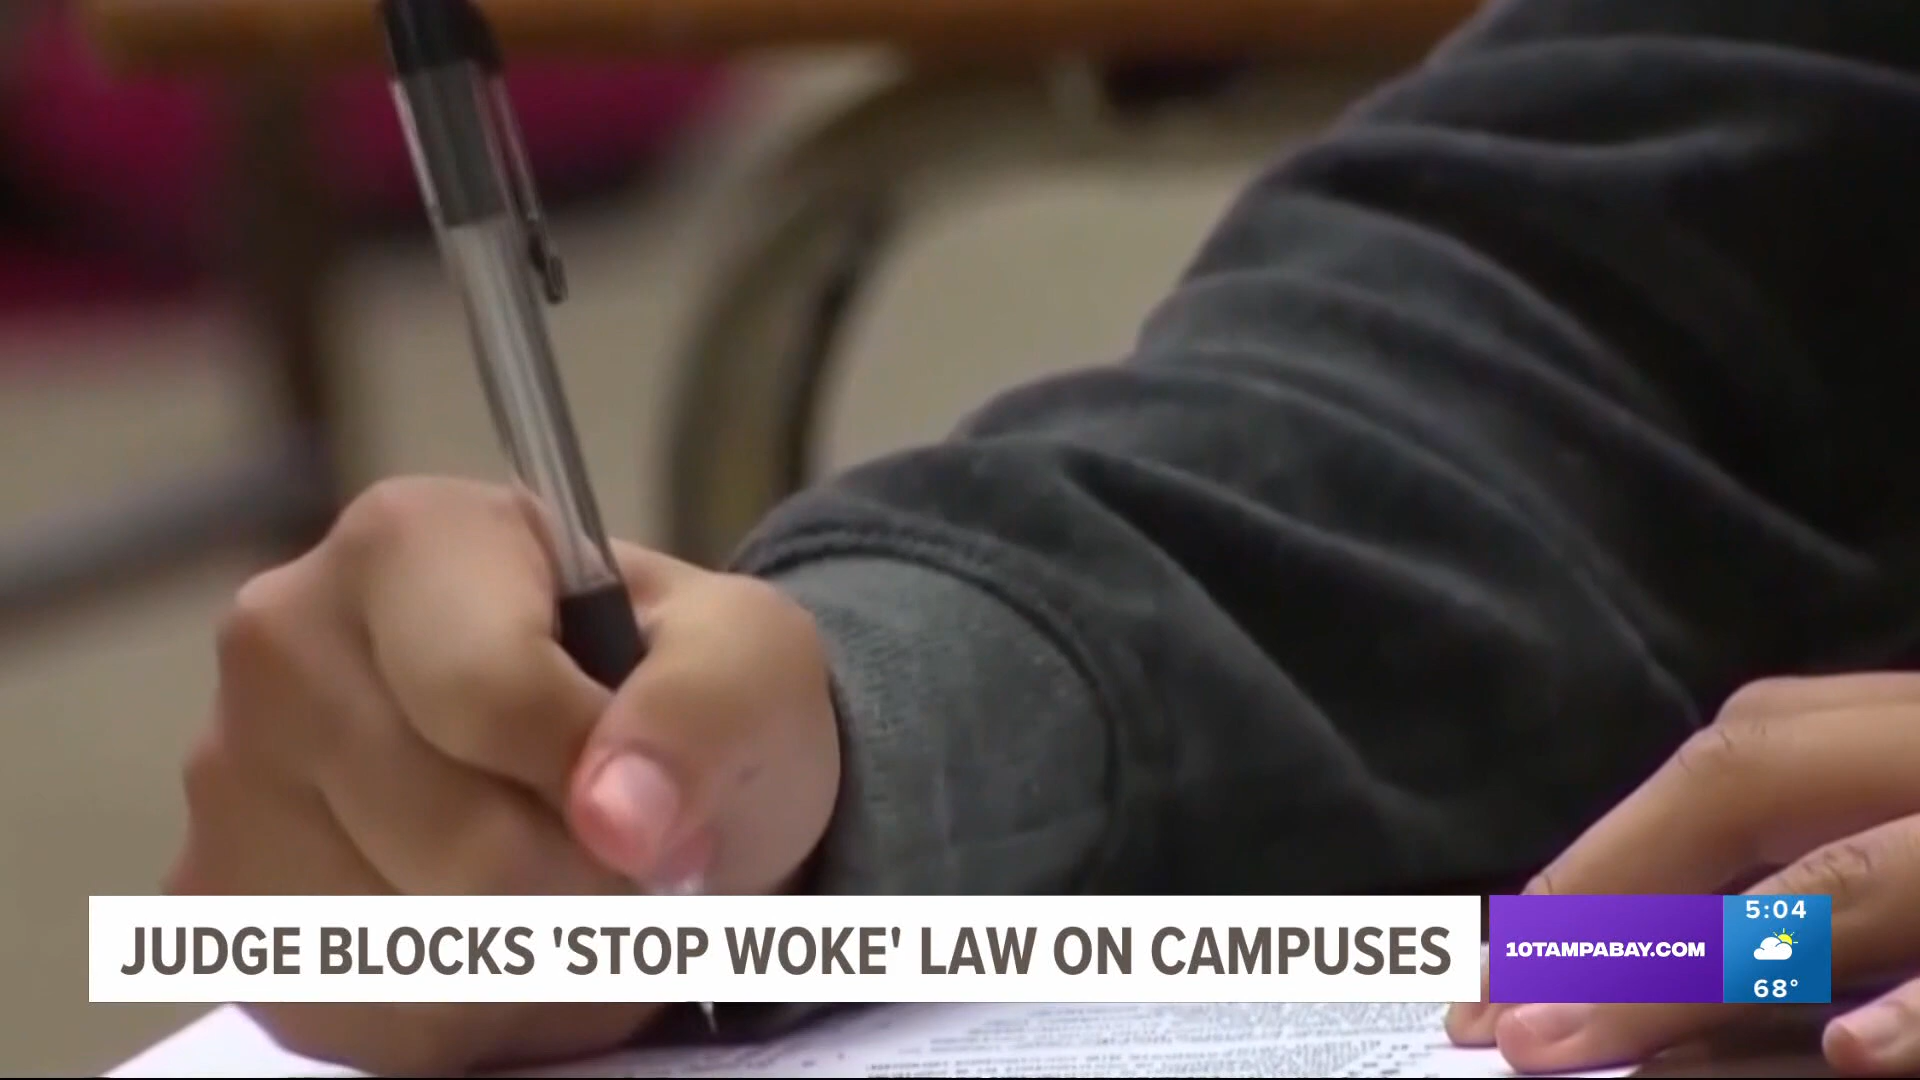 JUDGE BLOCKS 'STOP WOKE' LAW ON CAMPUSES
10TAMPABAY.COM
5:04
68°